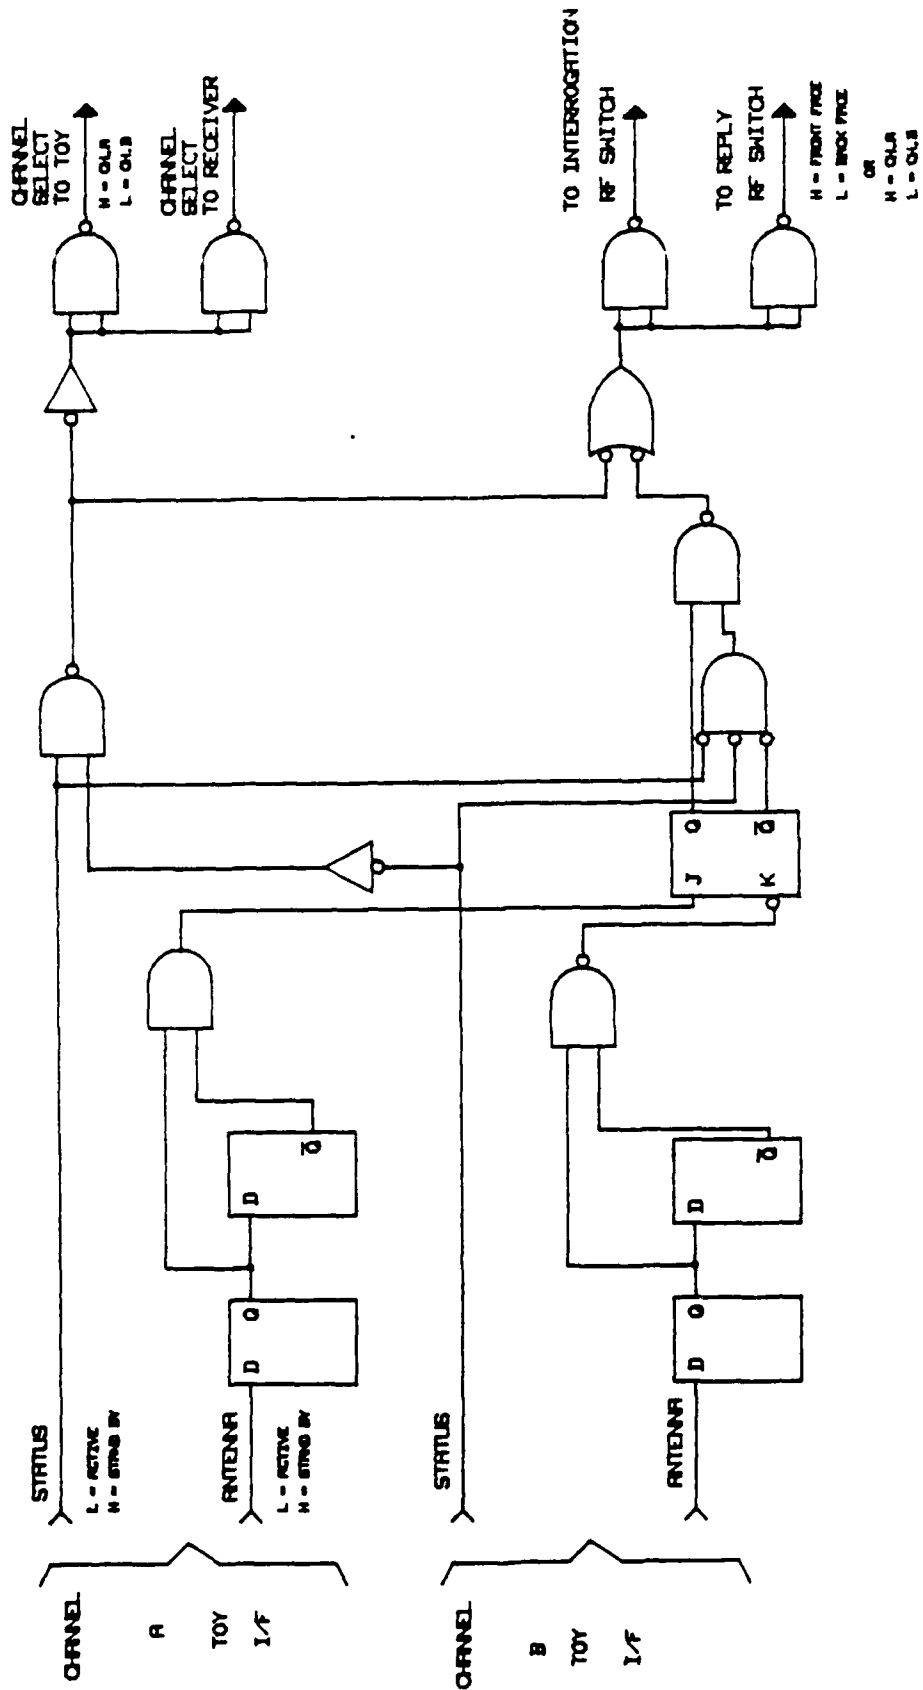 CHANNEL
A
TOY
I/F
STATUS
L = ACTIVE
H = STAND BY
ANTENNA
L = ACTIVE
H = STAND BY
D
Q
D
Q
CHANNEL
B
TOY
I/F
STATUS
ANTENNA
D
Q
D
Q
J
Q
K
Q
CHANNEL
SELECT
TO TOY
H = CH.A
L = CH.B
CHANNEL
SELECT
TO RECEIVER
TO INTERROGATION
RF SWITCH
TO REPLY
RF SWITCH
H = FRONT FACE
L = BACK FACE
OR
H = CH.A
L = CH.B